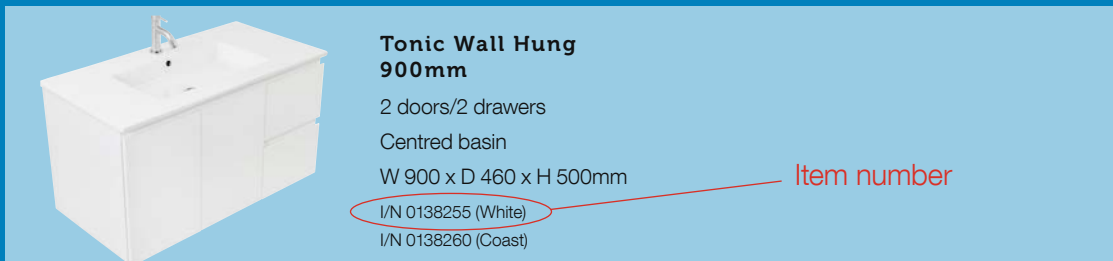 Tonic Wall Hung
900mm
2 doors/2 drawers
Centred basin
W 900 x D 460 x H 500mm
Item number
I/N 0138255 (White)
I/N 0138260 (Coast)